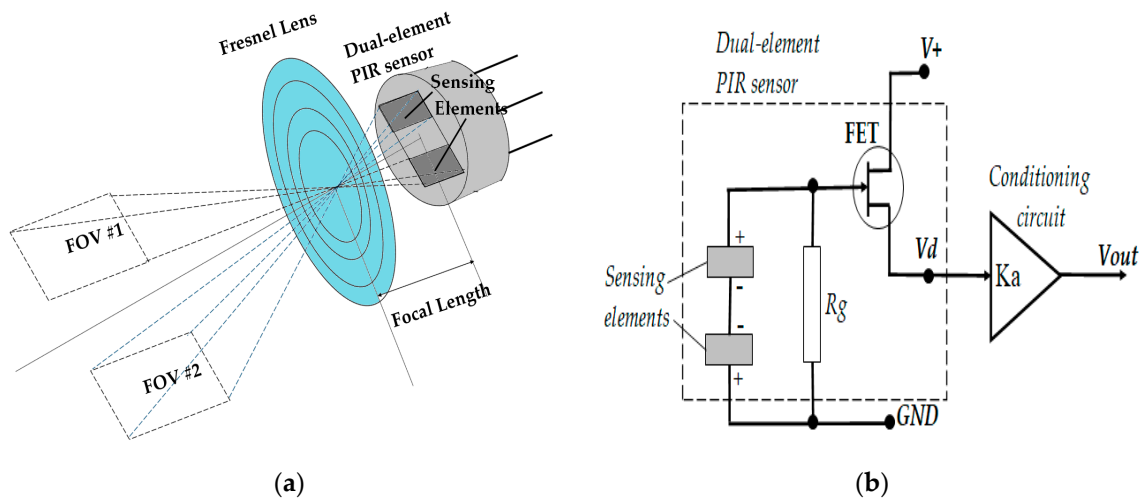 Fresnel Lens
Dual-element
PIR sensor
Sensing
Elements
FOV #1
FOV #2
Focal Length
(a)
Dual-element
PIR sensor
V+
FET
Conditioning
circuit
+
-
-
+
Sensing
elements
Rg
Vd
Ka
Vout
GND
(b)